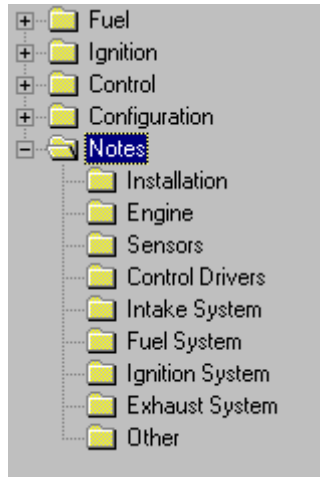 Fuel
Ignition
Control
Configuration
Notes
Installation
Engine
Sensors
Control Drivers
Intake System
Fuel System
Ignition System
Exhaust System
Other